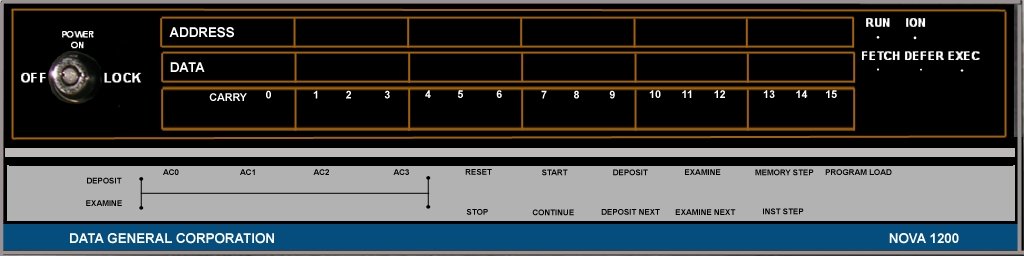 POWER
ON
OFF LOCK
ADDRESS
DATA
CARRY 0 1 2 3 4 5 6 7 8 9 10 11 12 13 14 15
RUN ION
FETCH DEFER EXEC
AC0 AC1 AC2 AC3 RESET START DEPOSIT EXAMINE MEMORY STEP PROGRAM LOAD
DEPOSIT
EXAMINE
STOP CONTINUE DEPOSIT NEXT EXAMINE NEXT INST STEP
DATA GENERAL CORPORATION NOVA 1200